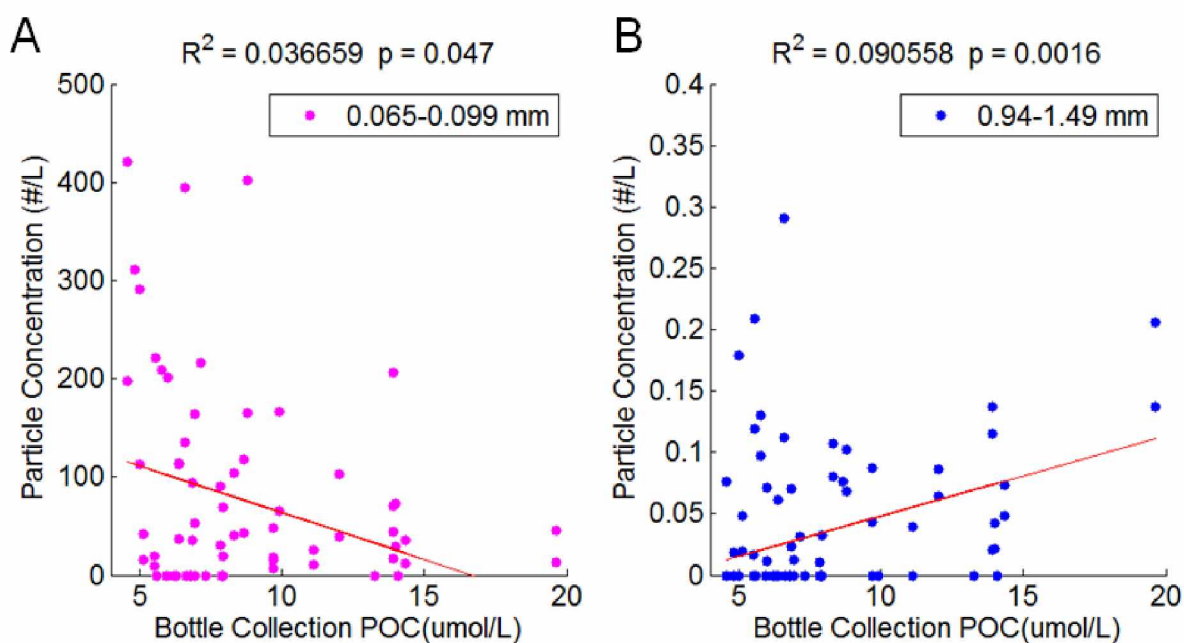 A
R2 = 0.036659 p = 0.047
500
400
300
200
100
0
0.065-0.099 mm
Particle Concentration (#/L)
5
10
15
20
Bottle Collection POC(umol/L)
B
R2 = 0.090558 p = 0.0016
0.4
0.35
0.3
0.25
0.2
0.15
0.1
0.05
0
0.94-1.49 mm
Particle Concentration (#/L)
5
10
15
20
Bottle Collection POC(umol/L)